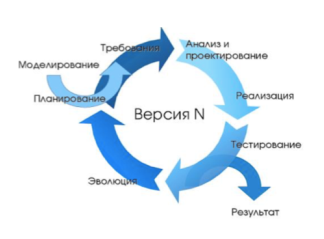 Требования
Анализ и
проектирование
Моделирование
Планирование
Реализация
Версия N
Тестирование
Эволюция
Результат